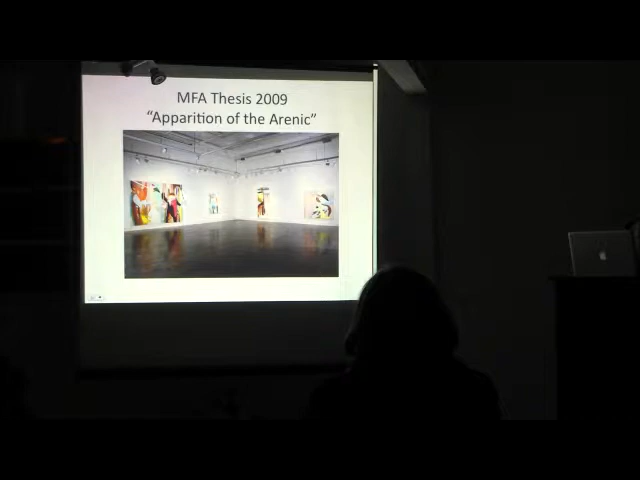 MFA Thesis 2009
“Apparition of the Arenic”